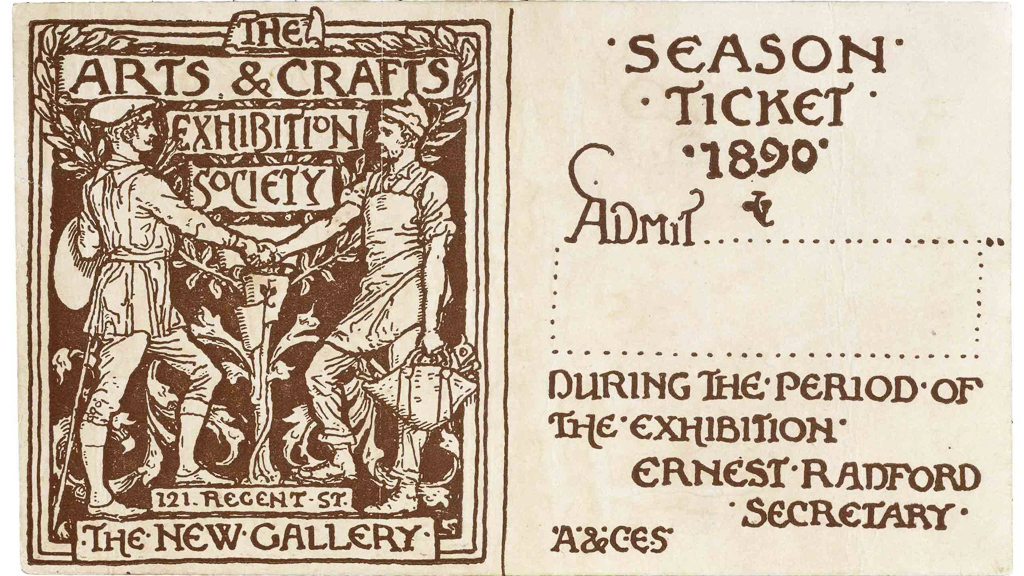 THE
ARTS & CRAFTS
EXHIBITION
SOCIETY
121. REGENT·ST.
·THE·NEW·GALLERY·
·SEASON·
·TICKET·
·1890·
ADMIT
DURING THE·PERIOD·OF
THE·EXHIBITION·
ERNEST·RADFORD
·SECRETARY·
·A·&·C·E·S·